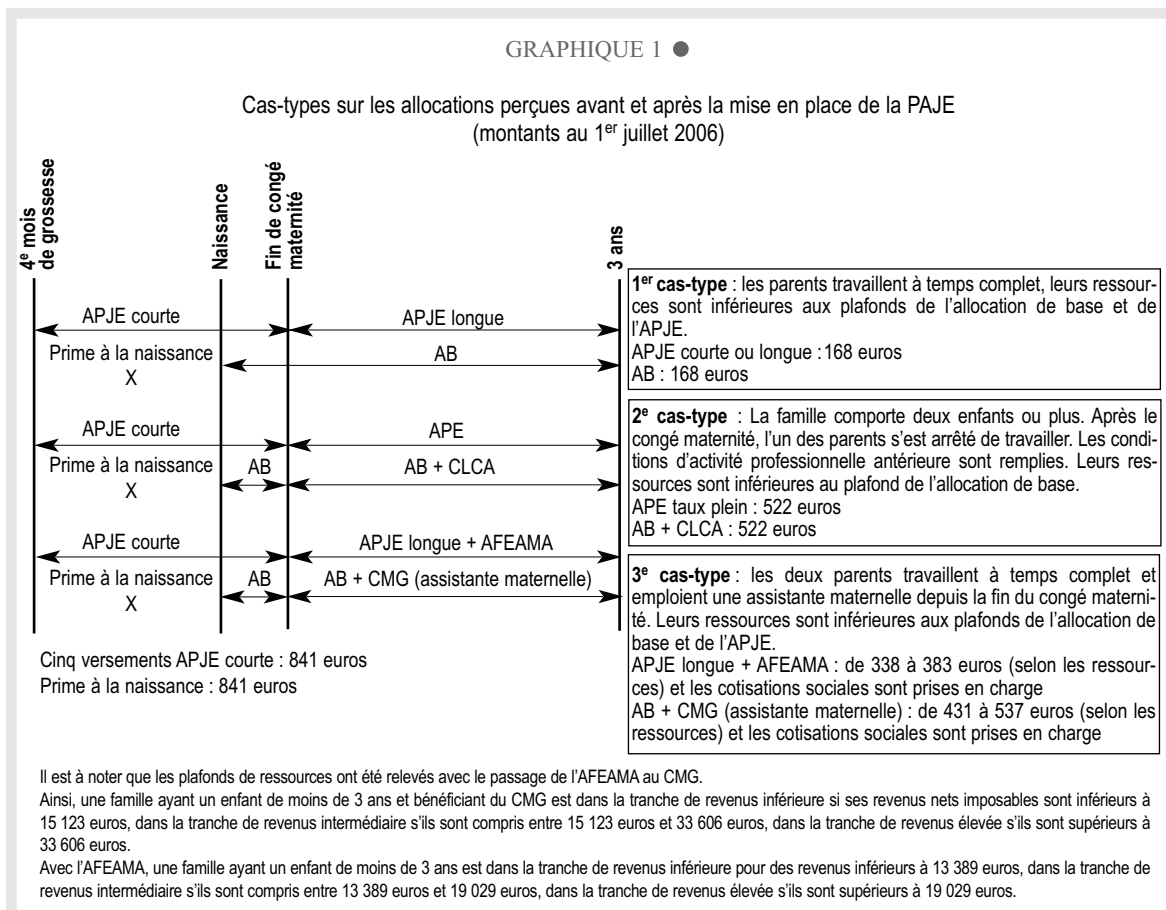 GRAPHIQUE 1 ●
Cas-types sur les allocations perçues avant et après la mise en place de la PAJE
(montants au 1er juillet 2006)
4e mois
de grossesse
Naissance
Fin de congé
maternité
3 ans
APJE courte
APJE longue
Prime à la naissance
X
AB
APJE courte
APE
Prime à la naissance
X
AB
AB + CLCA
APJE courte
APJE longue + AFEAMA
Prime à la naissance
X
AB
AB + CMG (assistante maternelle)
Cinq versements APJE courte : 841 euros
Prime à la naissance : 841 euros
1er cas-type : les parents travaillent à temps complet, leurs ressour-
ces sont inférieures aux plafonds de l'allocation de base et de
l'APJE.
APJE courte ou longue : 168 euros
AB : 168 euros
2e cas-type : La famille comporte deux enfants ou plus. Après le
congé maternité, l'un des parents s'est arrêté de travailler. Les condi-
tions d'activité professionnelle antérieure sont remplies. Leurs res-
sources sont inférieures au plafond de l'allocation de base.
APE taux plein : 522 euros
AB + CLCA : 522 euros
3e cas-type : les deux parents travaillent à temps complet et
emploient une assistante maternelle depuis la fin du congé materni-
té. Leurs ressources sont inférieures aux plafonds de l'allocation de
base et de l'APJE.
APJE longue + AFEAMA : de 338 à 383 euros (selon les ressour-
ces) et les cotisations sociales sont prises en charge
AB + CMG (assistante maternelle) : de 431 à 537 euros (selon les
ressources) et les cotisations sociales sont prises en charge
Il est à noter que les plafonds de ressources ont été relevés avec le passage de l'AFEAMA au CMG.
Ainsi, une famille ayant un enfant de moins de 3 ans et bénéficiant du CMG est dans la tranche de revenus inférieure si ses revenus nets imposables sont inférieurs à
15 123 euros, dans la tranche de revenus intermédiaire s'ils sont compris entre 15 123 euros et 33 606 euros, dans la tranche de revenus élevée s'ils sont supérieurs à
33 606 euros.
Avec l'AFEAMA, une famille ayant un enfant de moins de 3 ans est dans la tranche de revenus inférieure pour des revenus inférieurs à 13 389 euros, dans la tranche de
revenus intermédiaire s'ils sont compris entre 13 389 euros et 19 029 euros, dans la tranche de revenus élevée s'ils sont supérieurs à 19 029 euros.